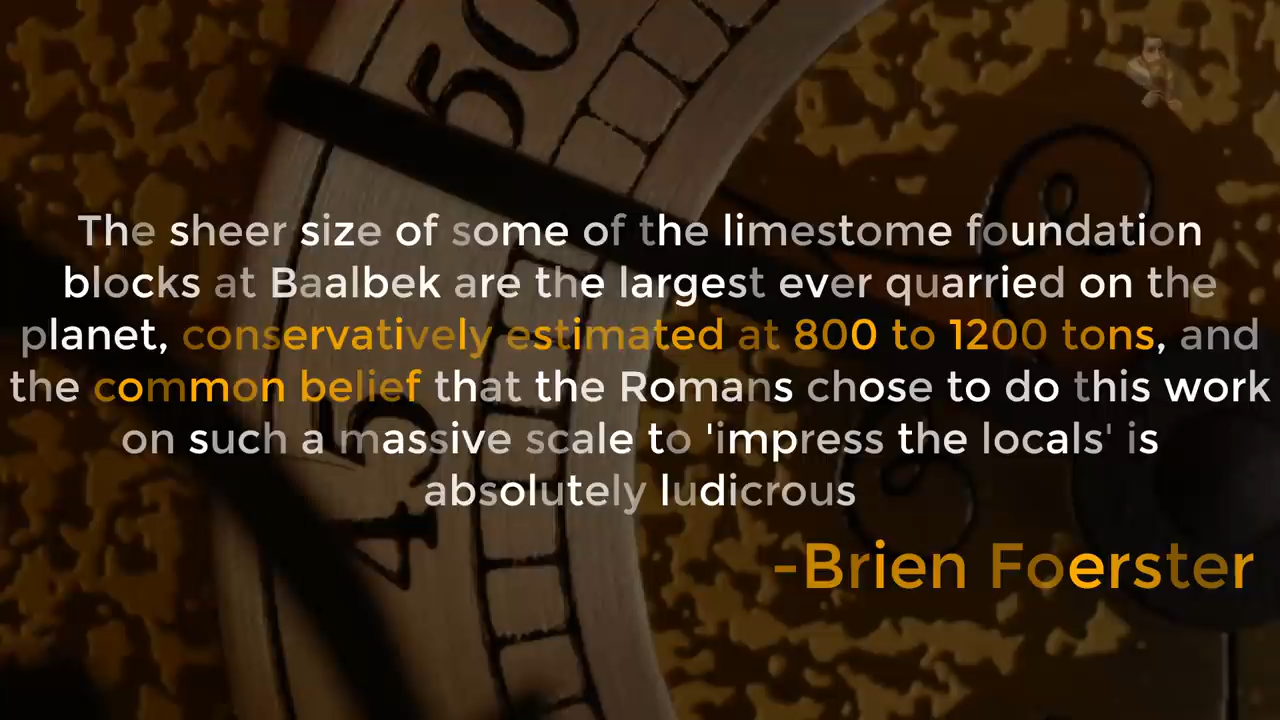 50
45
The sheer size of some of the limestome foundation
blocks at Baalbek are the largest ever quarried on the
planet, conservatively estimated at 800 to 1200 tons, and
the common belief that the Romans chose to do this work
on such a massive scale to 'impress the locals' is
absolutely ludicrous
-Brien Foerster